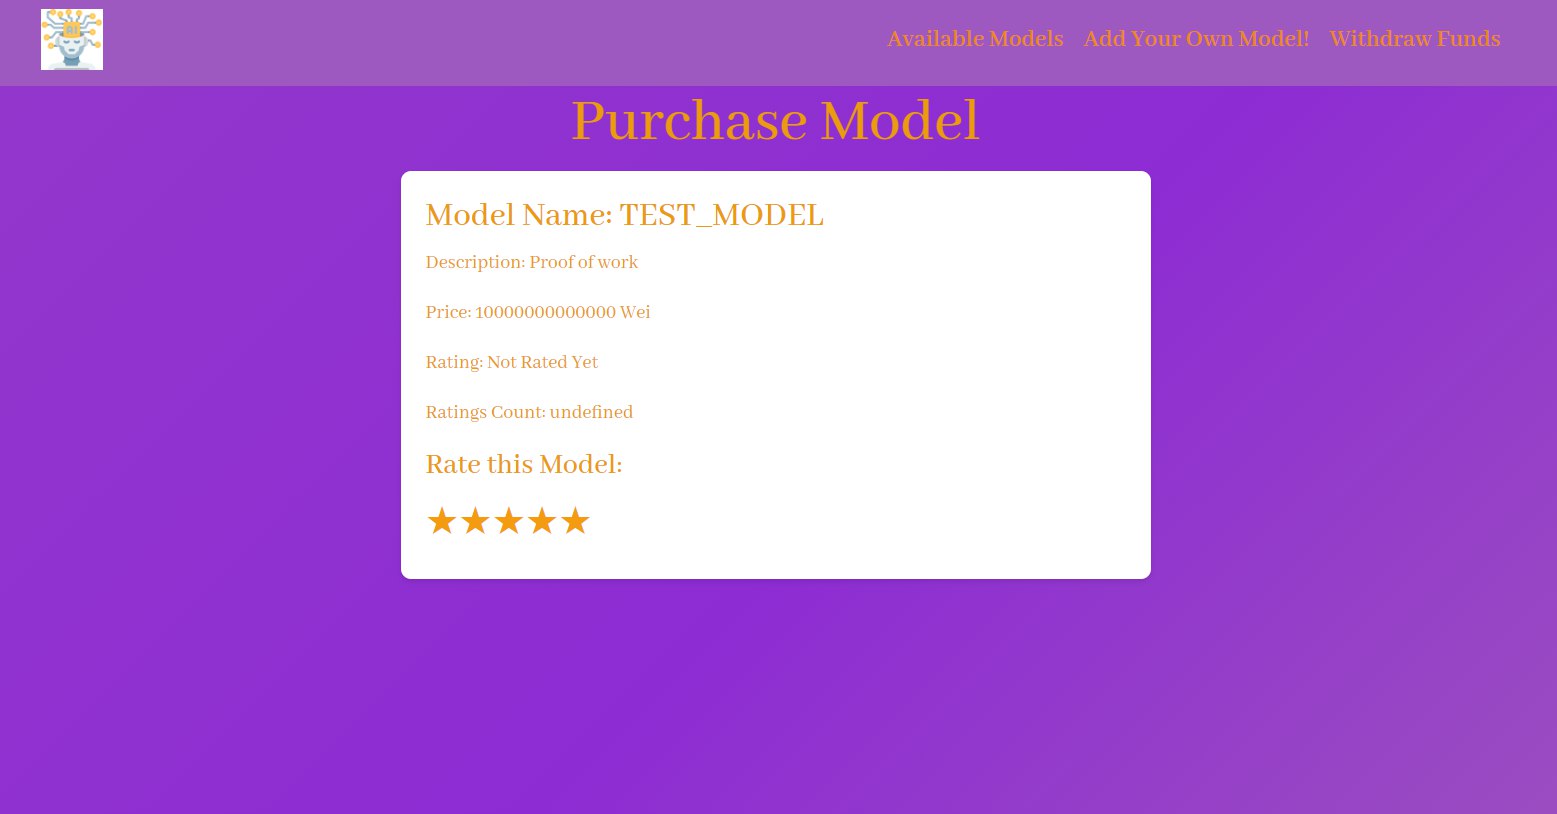 ai
Available Models Add Your Own Model! Withdraw Funds
Purchase Model
Model Name: TEST_MODEL
Description: Proof of work
Price: 10000000000000 Wei
Rating: Not Rated Yet
Ratings Count: undefined
Rate this Model:
★★★★★